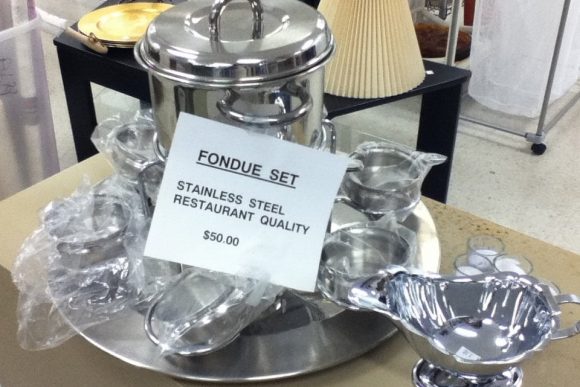 FONDUE SET
STAINLESS STEEL
RESTAURANT QUALITY
$50.00